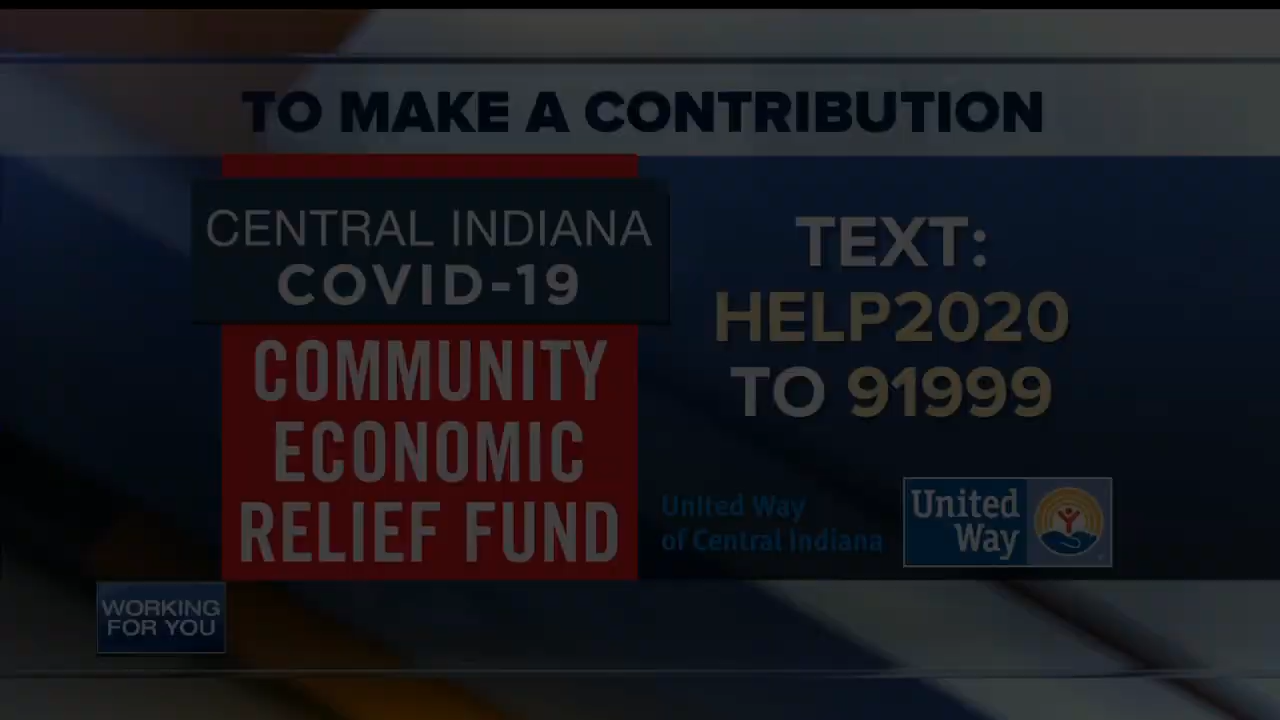 TO MAKE A CONTRIBUTION
CENTRAL INDIANA
COVID-19
COMMUNITY
ECONOMIC
RELIEF FUND
TEXT:
HELP2020
TO 91999
United Way
of Central Indiana
United
Way
WORKING
FOR YOU